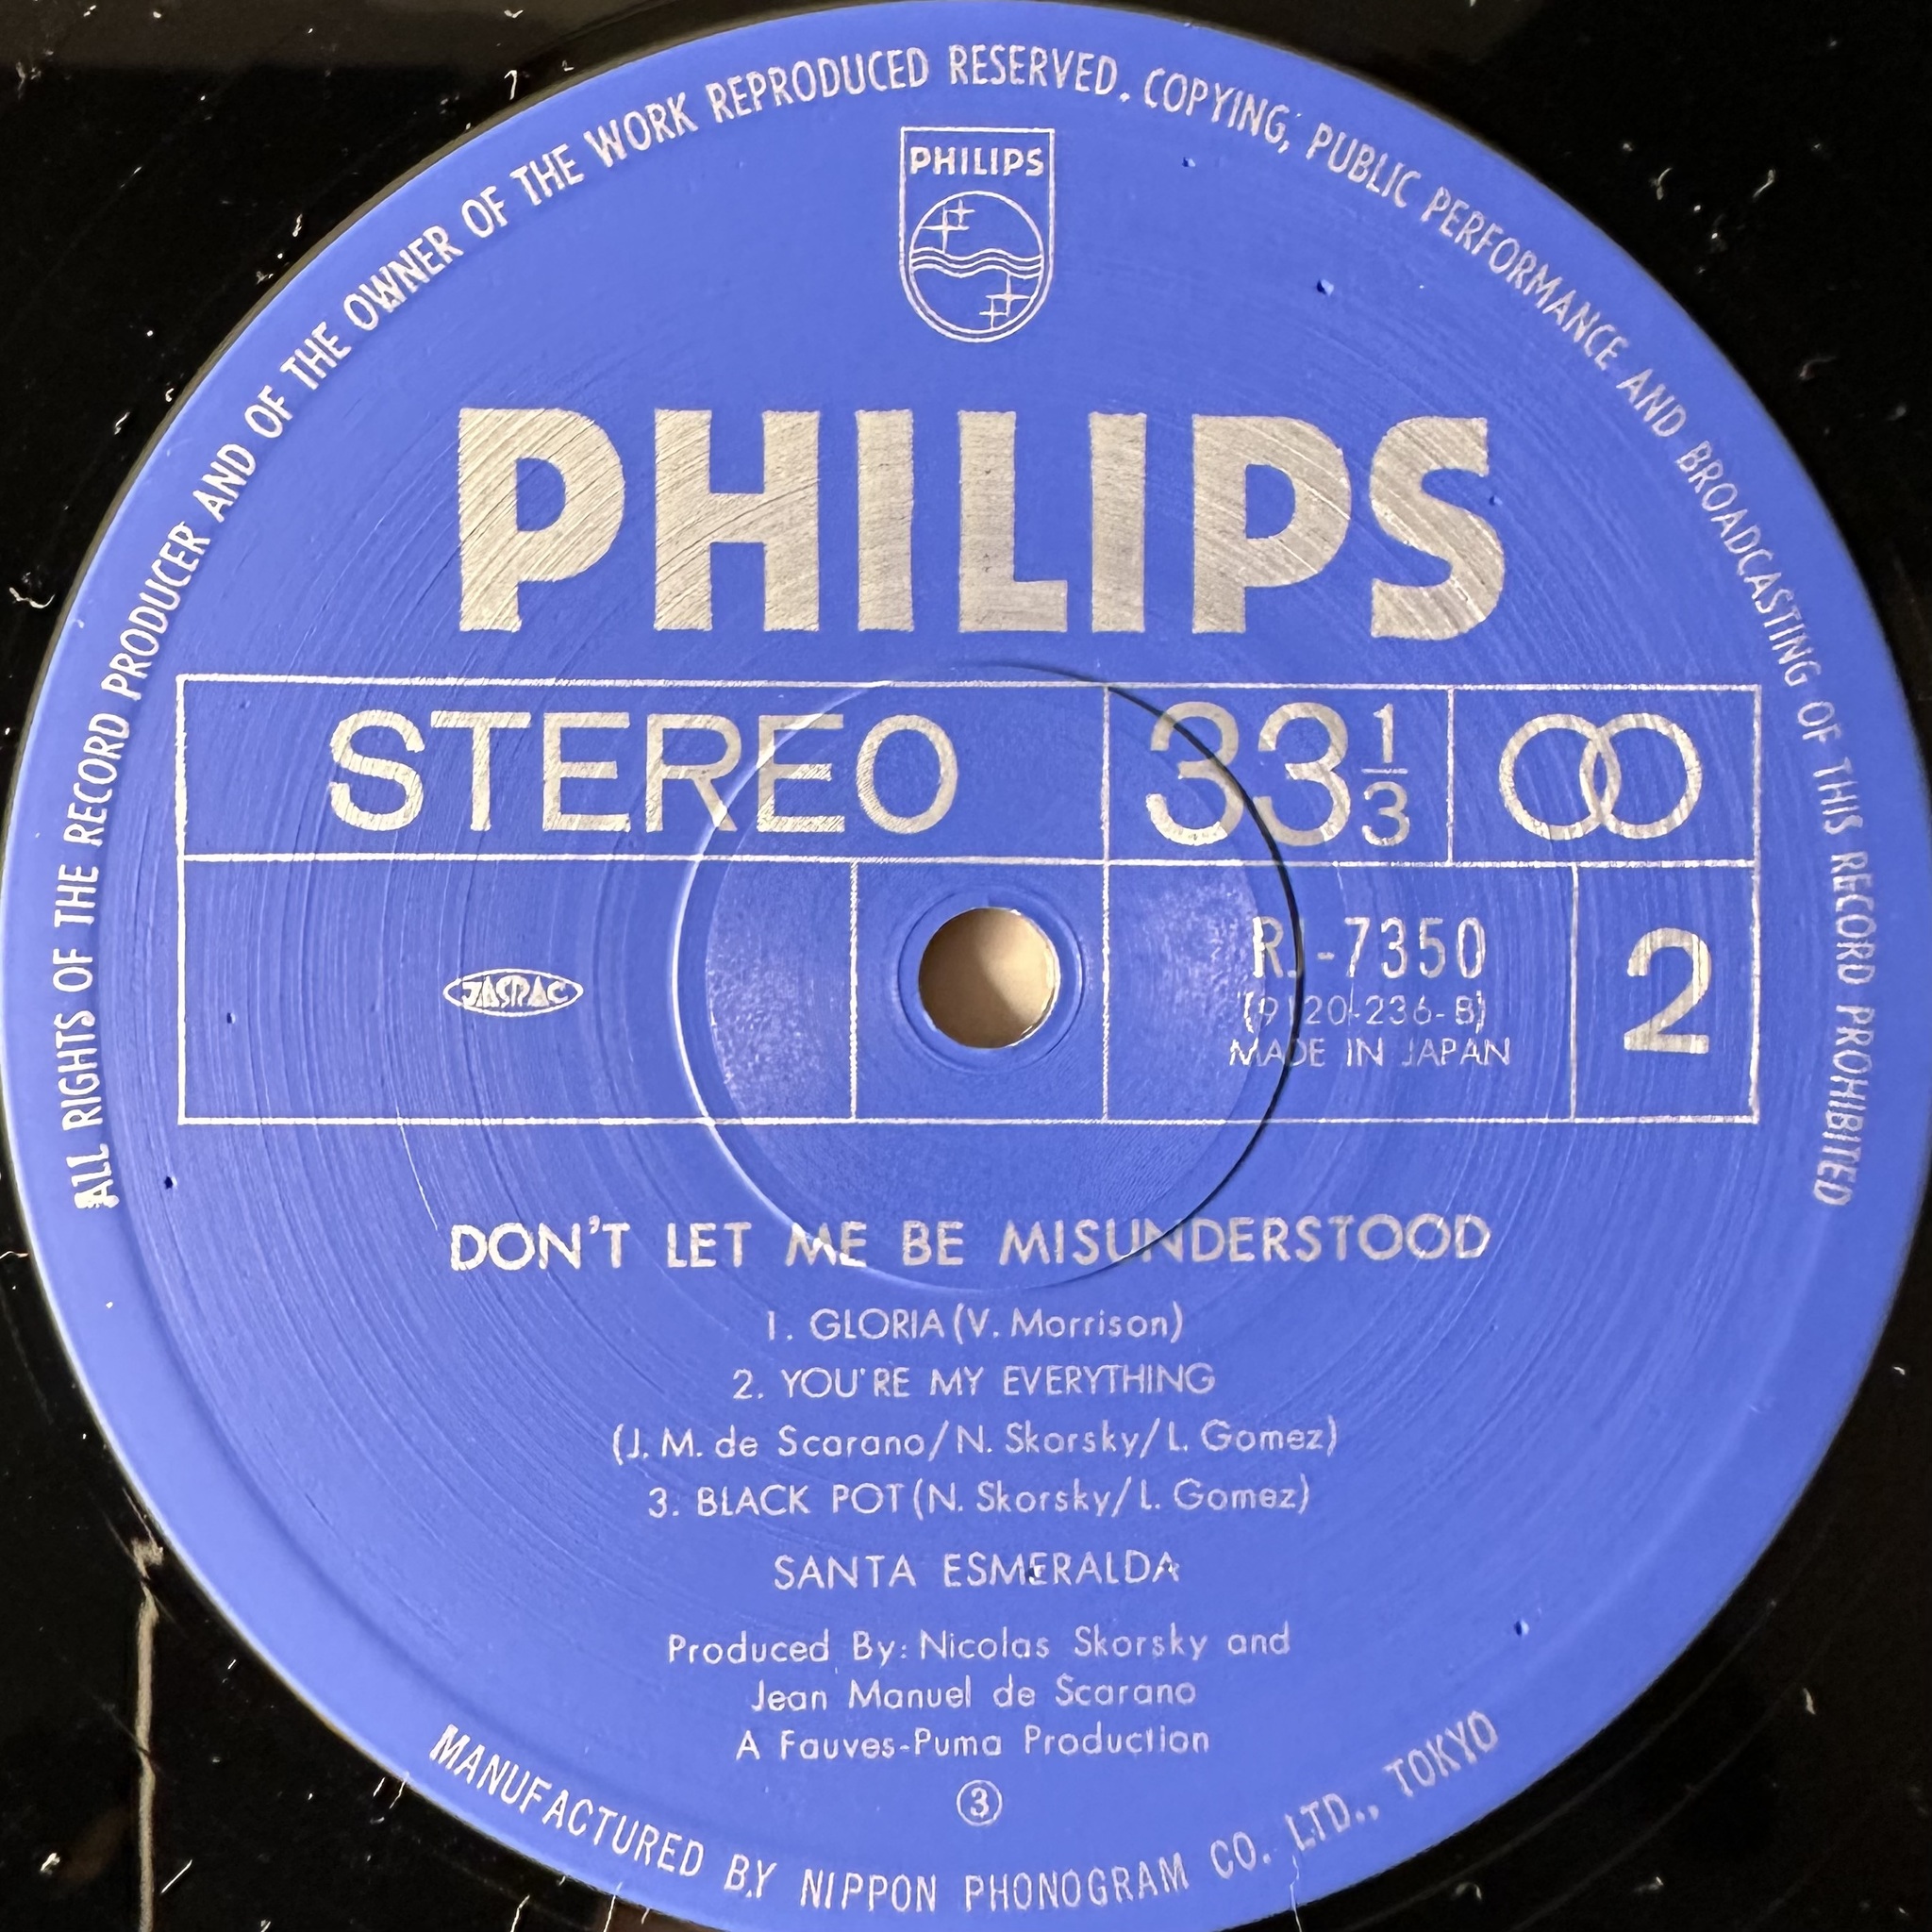 ALL RIGHTS OF THE RECORD PRODUCER AND OF THE OWNER OF THE WORK REPRODUCED RESERVED. COPYING, PUBLIC PERFORMANCE AND BROADCASTING OF THIS RECORD PROHIBITED
PHILIPS
PHILIPS
STEREO 33 1/3
JASRAC
RJ-7350
(9120-236-B)
MADE IN JAPAN
2
DON'T LET ME BE MISUNDERSTOOD
1. GLORIA (V. Morrison)
2. YOU'RE MY EVERYTHING
(J. M. de Scarano/N. Skorsky/L. Gomez)
3. BLACK POT (N. Skorsky/L. Gomez)
SANTA ESMERALDA
Produced By: Nicolas Skorsky and
Jean Manuel de Scarano
A Fauves-Puma Production
③
MANUFACTURED BY NIPPON PHONOGRAM CO. LTD., TOKYO